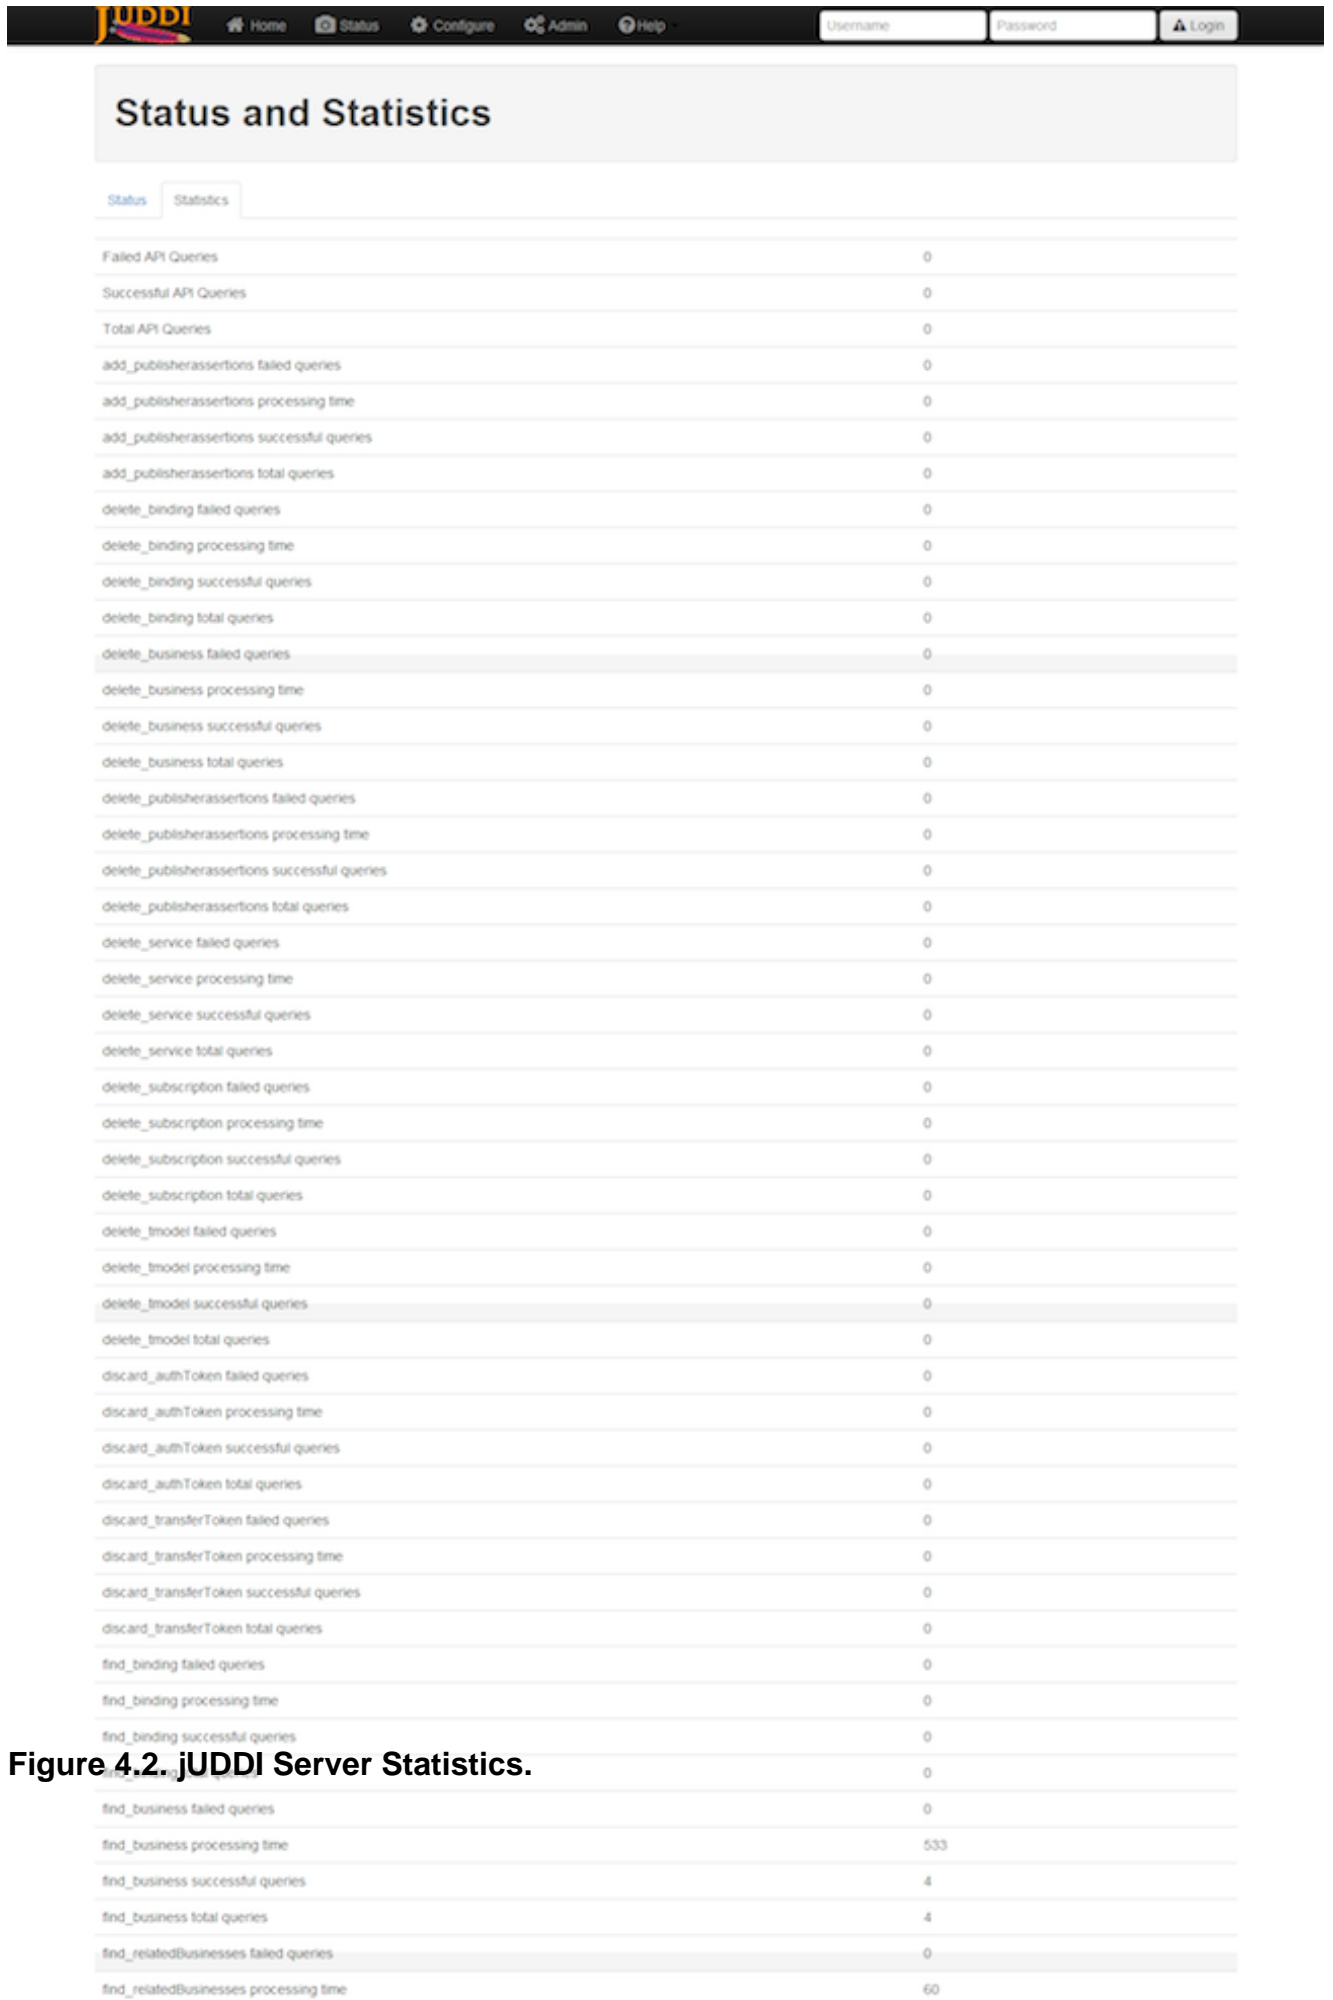 jUDDI Home Status Configure Admin Help Username Password Login
Status and Statistics
Status Statistics
Failed API Queries 0
Successful API Queries 0
Total API Queries 0
add_publisherassertions failed queries 0
add_publisherassertions processing time 0
add_publisherassertions successful queries 0
add_publisherassertions total queries 0
delete_binding failed queries 0
delete_binding processing time 0
delete_binding successful queries 0
delete_binding total queries 0
delete_business failed queries 0
delete_business processing time 0
delete_business successful queries 0
delete_business total queries 0
delete_publisherassertions failed queries 0
delete_publisherassertions processing time 0
delete_publisherassertions successful queries 0
delete_publisherassertions total queries 0
delete_service failed queries 0
delete_service processing time 0
delete_service successful queries 0
delete_service total queries 0
delete_subscription failed queries 0
delete_subscription processing time 0
delete_subscription successful queries 0
delete_subscription total queries 0
delete_tmodel failed queries 0
delete_tmodel processing time 0
delete_tmodel successful queries 0
delete_tmodel total queries 0
discard_authToken failed queries 0
discard_authToken processing time 0
discard_authToken successful queries 0
discard_authToken total queries 0
discard_transferToken failed queries 0
discard_transferToken processing time 0
discard_transferToken successful queries 0
discard_transferToken total queries 0
find_binding failed queries 0
find_binding processing time 0
find_binding successful queries 0
Figure 4.2. jUDDI Server Statistics.
find_binding total queries 0
find_business failed queries 0
find_business processing time 533
find_business successful queries 4
find_business total queries 4
find_relatedBusinesses failed queries 0
find_relatedBusinesses processing time 60